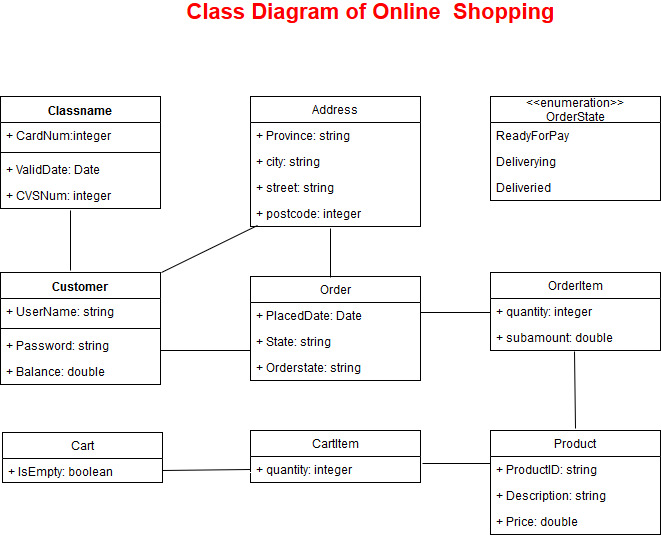 Class Diagram of Online  Shopping
Classname
+ CardNum:integer
+ ValidDate: Date
+ CVSNum: integer
Address
+ Province: string
+ city: string
+ street: string
+ postcode: integer
<<enumeration>>
OrderState
ReadyForPay
Deliverying
Deliveried
Customer
+ UserName: string
+ Password: string
+ Balance: double
Order
+ PlacedDate: Date
+ State: string
+ Orderstate: string
OrderItem
+ quantity: integer
+ subamount: double
Cart
+ IsEmpty: boolean
CartItem
+ quantity: integer
Product
+ ProductID: string
+ Description: string
+ Price: double